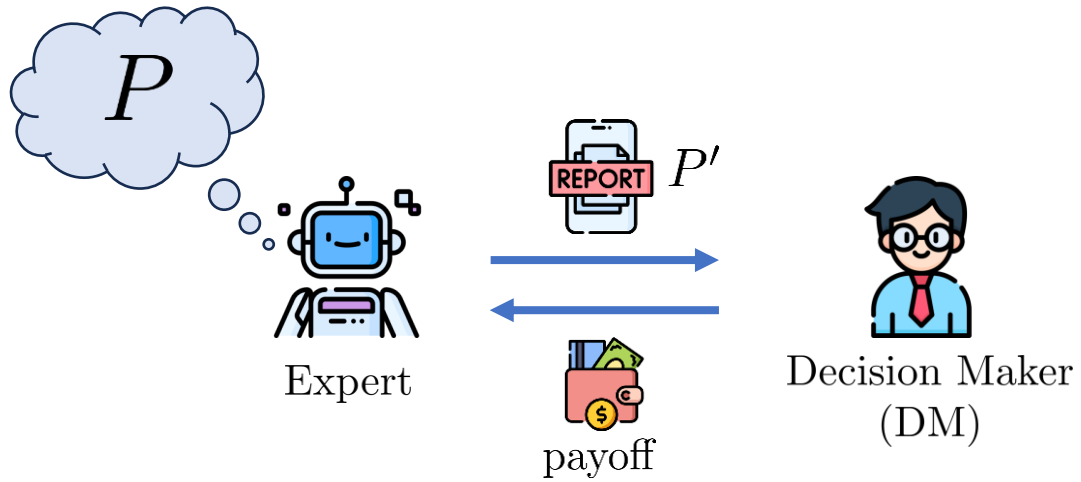 P
REPORT
P′
$
Expert
payoff
Decision Maker
(DM)